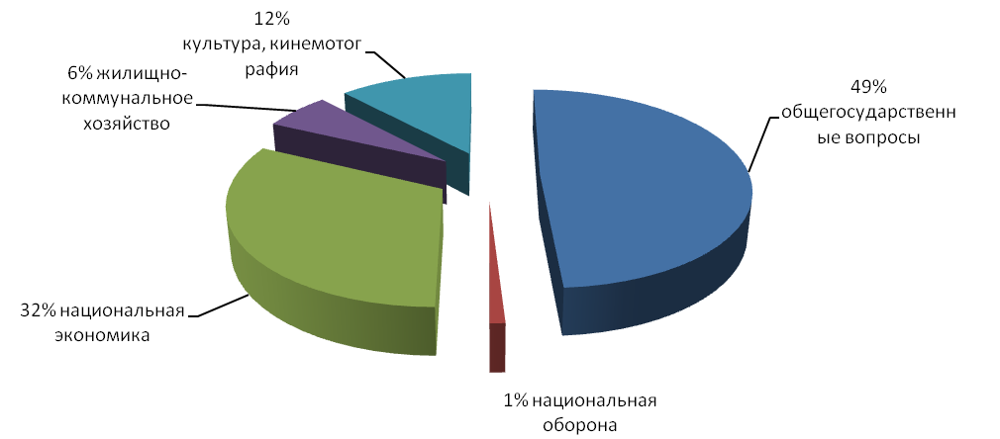 12%
культура, кинемотог
рафия
6% жилищно-
коммунальное
хозяйство
49%
общегосударственн
ые вопросы
32% национальная
экономика
1% национальная
оборона